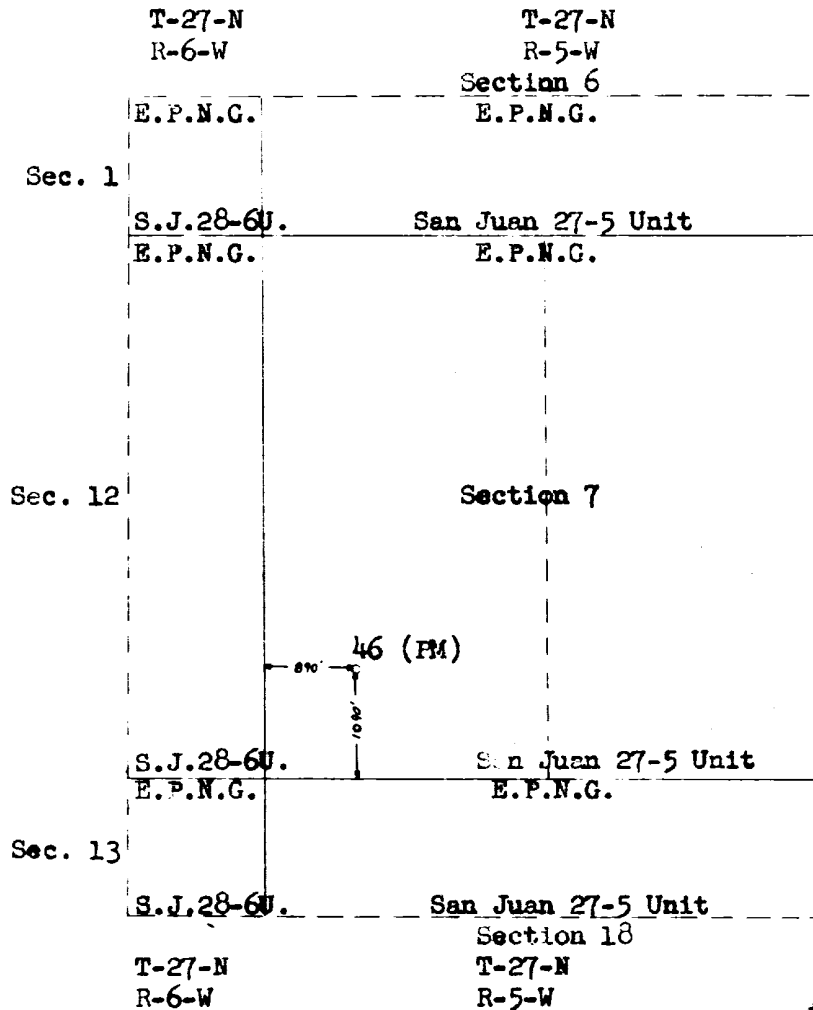 T-27-N T-27-N
R-6-W R-5-W
Section 6
E.P.N.G. E.P.N.G.
Sec. 1
S.J.28-6U. San Juan 27-5 Unit
E.P.N.G. E.P.N.G.
Sec. 12 Section 7
46 (PM)
890'
1090'
S.J.28-6U. San Juan 27-5 Unit
E.P.N.G. E.P.N.G.
Sec. 13
S.J.28-6U. San Juan 27-5 Unit
Section 18
T-27-N T-27-N
R-6-W R-5-W